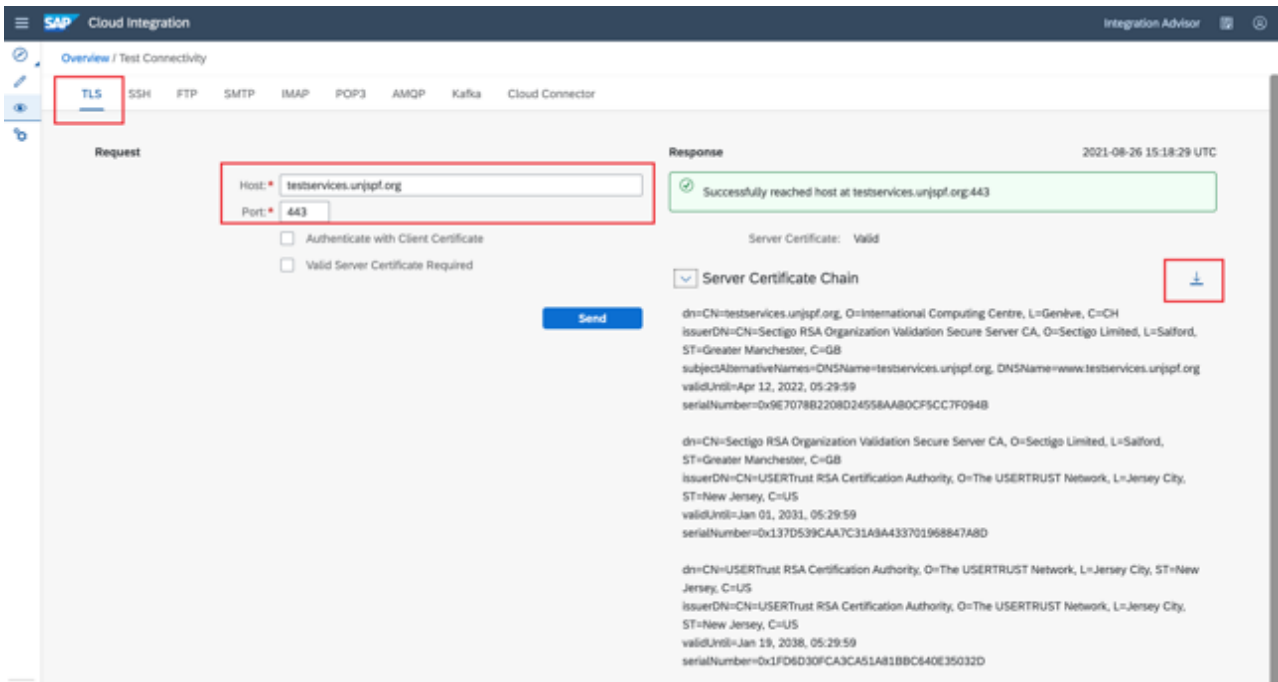 SAP Cloud Integration
Integration Advisor
Overview / Test Connectivity
TLS SSH FTP SMTP IMAP POP3 AMQP Kafka Cloud Connector
Request
Host:* testservices.unjspf.org
Port:* 443
Authenticate with Client Certificate
Valid Server Certificate Required
Send
Response
2021-08-26 15:18:29 UTC
Successfully reached host at testservices.unjspf.org:443
Server Certificate: Valid
Server Certificate Chain
dn=CN=testservices.unjspf.org, O=International Computing Centre, L=Genève, C=CH
issuerDN=CN=Sectigo RSA Organization Validation Secure Server CA, O=Sectigo Limited, L=Salford,
ST=Greater Manchester, C=GB
subjectAlternativeNames=DNSName=testservices.unjspf.org, DNSName=www.testservices.unjspf.org
validUntil=Apr 12, 2022, 05:29:59
serialNumber=0x9E7078B2208D24558AAB0CF5CC7F094B
dn=CN=Sectigo RSA Organization Validation Secure Server CA, O=Sectigo Limited, L=Salford,
ST=Greater Manchester, C=GB
issuerDN=CN=USERTrust RSA Certification Authority, O=The USERTRUST Network, L=Jersey City,
ST=New Jersey, C=US
validUntil=Jan 01, 2031, 05:29:59
serialNumber=0x137D539CAA7C31A9A433701968847A8D
dn=CN=USERTrust RSA Certification Authority, O=The USERTRUST Network, L=Jersey City, ST=New
Jersey, C=US
issuerDN=CN=USERTrust RSA Certification Authority, O=The USERTRUST Network, L=Jersey City,
ST=New Jersey, C=US
validUntil=Jan 19, 2038, 05:29:59
serialNumber=0x1FD6D30FCA3CA51A81BBC640E35032D